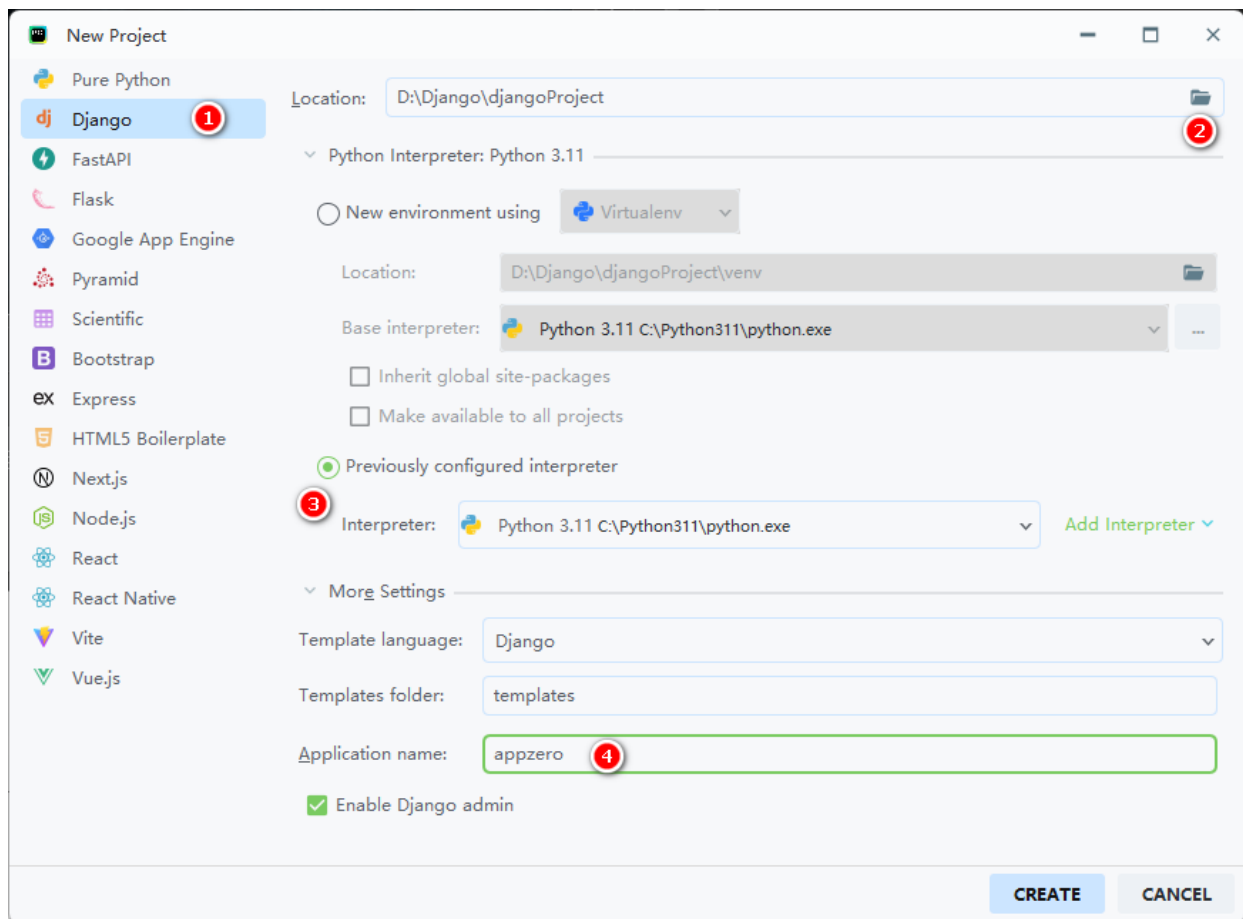 New Project
Pure Python
Django 1
FastAPI
Flask
Google App Engine
Pyramid
Scientific
Bootstrap
Express
HTML5 Boilerplate
Next.js
Node.js
React
React Native
Vite
Vue.js
Location: D:\Django\djangoProject
2
Python Interpreter: Python 3.11
New environment using Virtualenv
Location: D:\Django\djangoProject\venv
Base interpreter: Python 3.11 C:\Python311\python.exe ...
Inherit global site-packages
Make available to all projects
Previously configured interpreter
3
Interpreter: Python 3.11 C:\Python311\python.exe Add Interpreter
More Settings
Template language: Django
Templates folder: templates
Application name: appzero 4
Enable Django admin
CREATE CANCEL